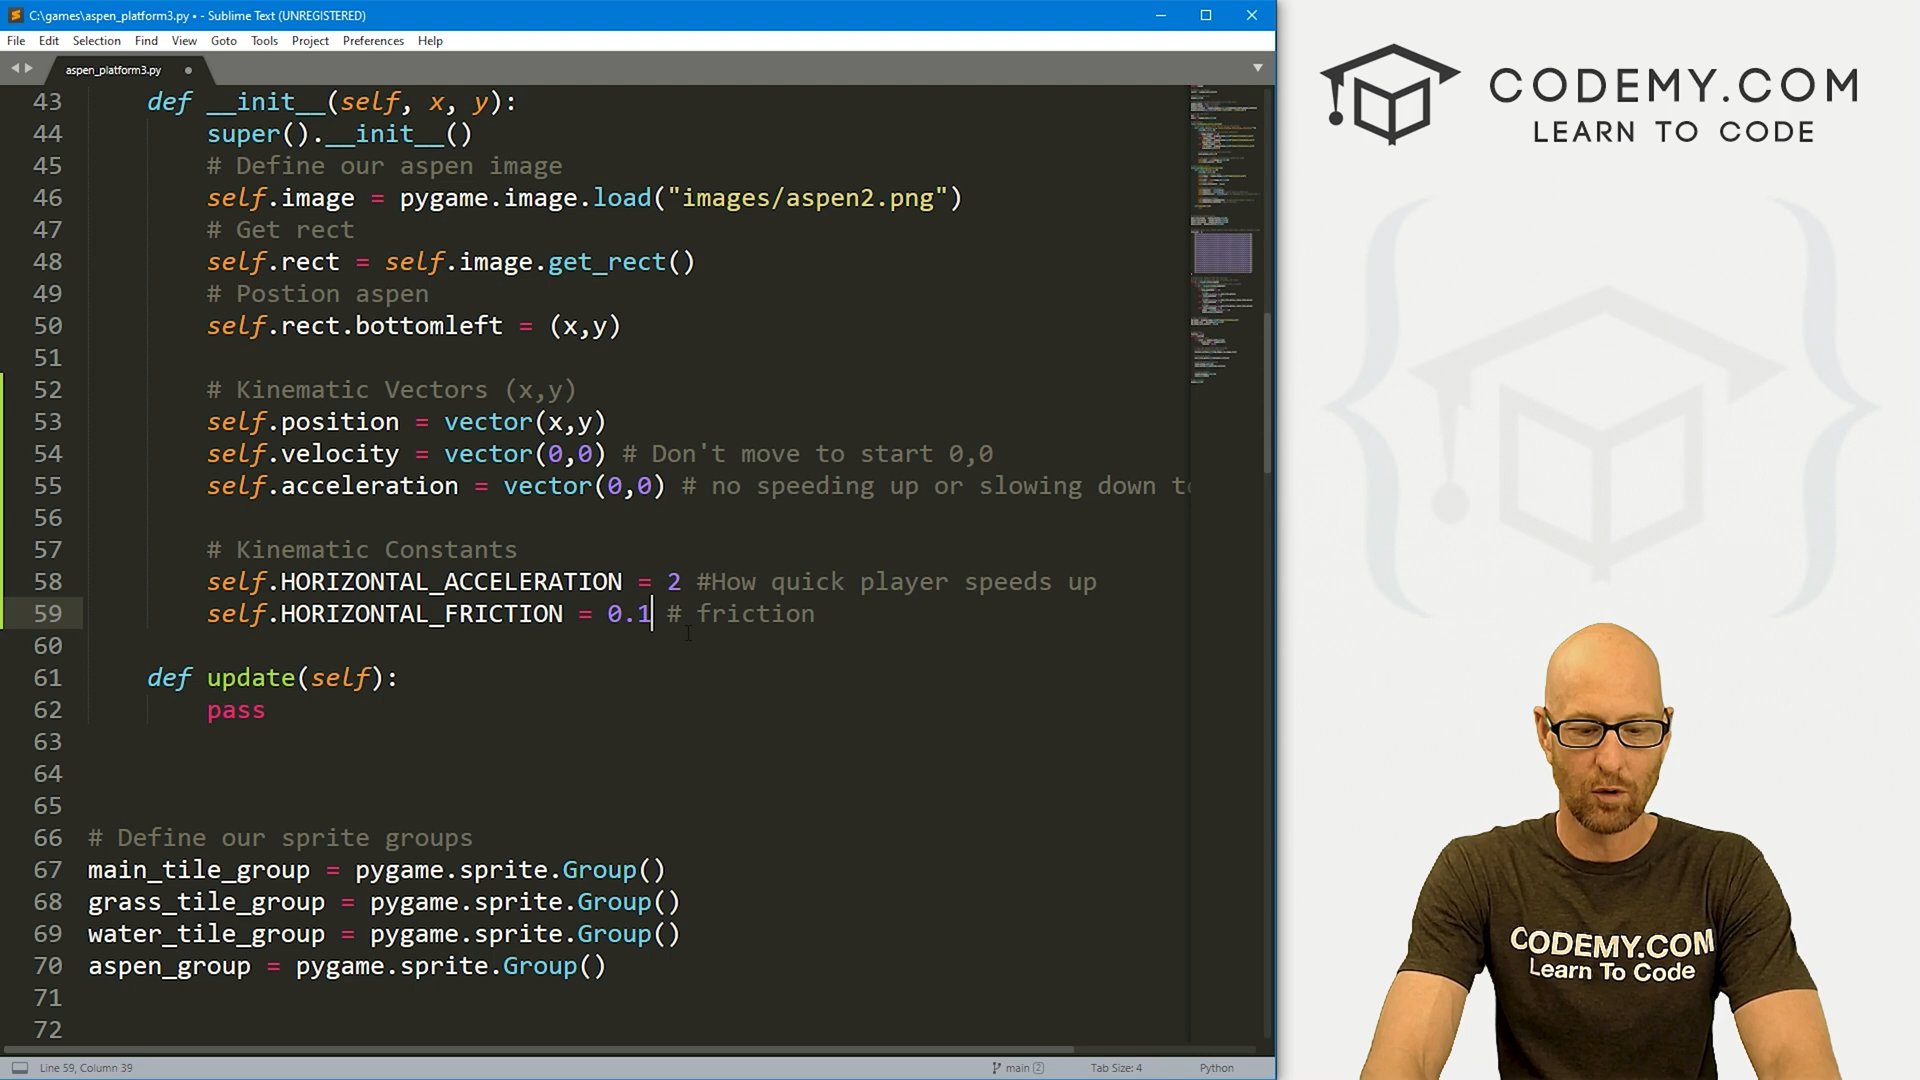 C:\games\aspen_platform3.py • - Sublime Text (UNREGISTERED)
File Edit Selection Find View Goto Tools Project Preferences Help
aspen_platform3.py
43 def __init__(self, x, y):
44 super().__init__()
45 # Define our aspen image
46 self.image = pygame.image.load("images/aspen2.png")
47 # Get rect
48 self.rect = self.image.get_rect()
49 # Postion aspen
50 self.rect.bottomleft = (x,y)
51
52 # Kinematic Vectors (x,y)
53 self.position = vector(x,y)
54 self.velocity = vector(0,0) # Don't move to start 0,0
55 self.acceleration = vector(0,0) # no speeding up or slowing down to
56
57 # Kinematic Constants
58 self.HORIZONTAL_ACCELERATION = 2 #How quick player speeds up
59 self.HORIZONTAL_FRICTION = 0.1 # friction
60
61 def update(self):
62 pass
63
64
65
66 # Define our sprite groups
67 main_tile_group = pygame.sprite.Group()
68 grass_tile_group = pygame.sprite.Group()
69 water_tile_group = pygame.sprite.Group()
70 aspen_group = pygame.sprite.Group()
71
72
Line 59, Column 39
main 2
Tab Size: 4
Python
CODEMY.COM
LEARN TO CODE
CODEMY.COM
Learn To Code